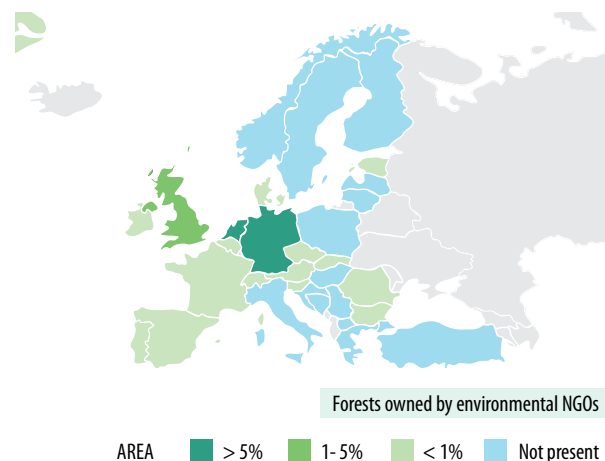 Forests owned by environmental NGOs
AREA > 5% 1- 5% < 1% Not present